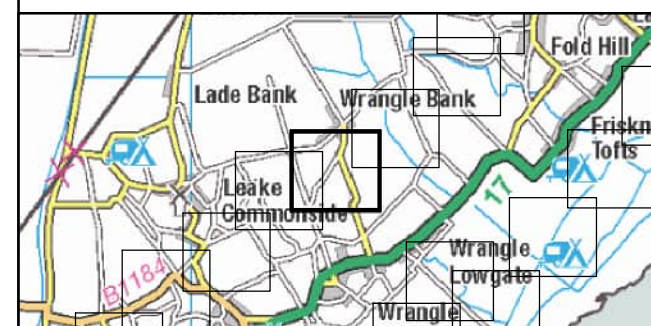 Fold Hill
Lade Bank
Wrangle Bank
Friskn
Tofts
Leake
Commonside
17
Wrangle
Lowgate
B1184
Wrangle